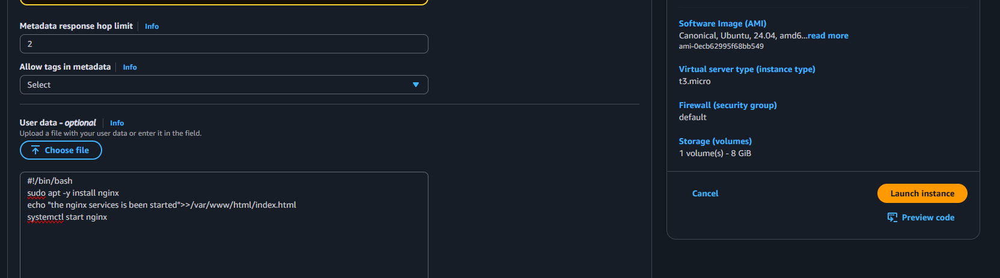 Metadata response hop limit Info
2
Allow tags in metadata Info
Select
User data - optional Info
Upload a file with your user data or enter it in the field.
Choose file
#!/bin/bash
sudo apt -y install nginx
echo "the nginx services is been started">>/var/www/html/index.html
systemctl start nginx
Software Image (AMI)
Canonical, Ubuntu, 24.04, amd6...read more
ami-0ecb62995f68bb549
Virtual server type (instance type)
t3.micro
Firewall (security group)
default
Storage (volumes)
1 volume(s) - 8 GiB
Cancel
Launch instance
Preview code